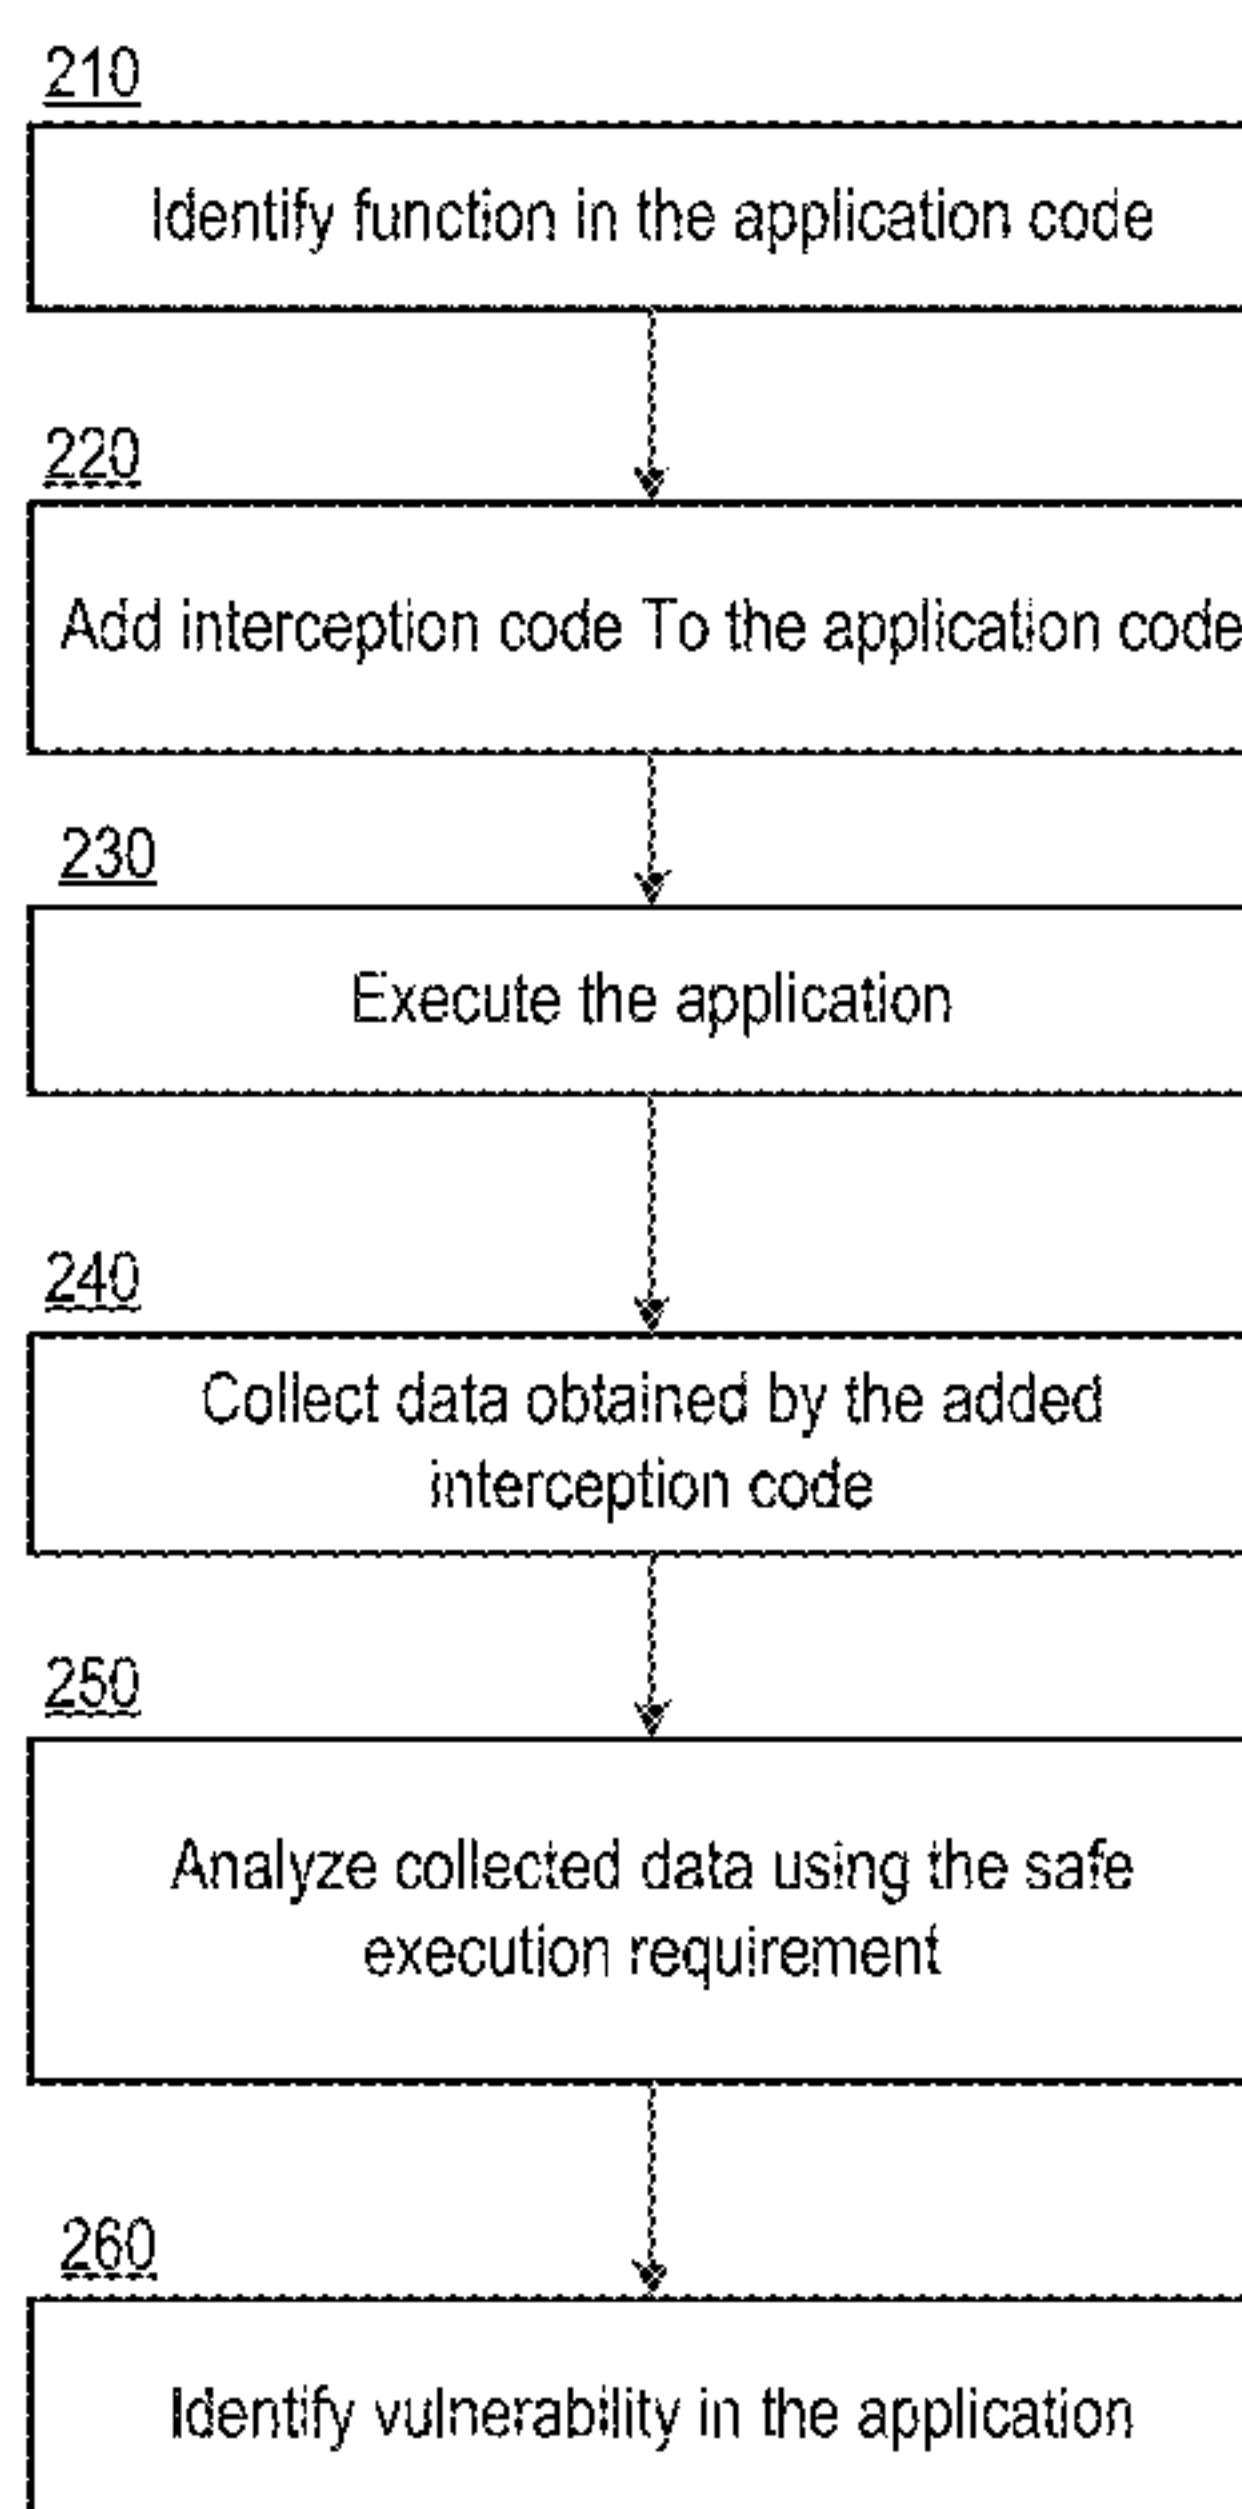 210
Identify function in the application code
220
Add interception code To the application code
230
Execute the application
240
Collect data obtained by the added
interception code
250
Analyze collected data using the safe
execution requirement
260
Identify vulnerability in the application